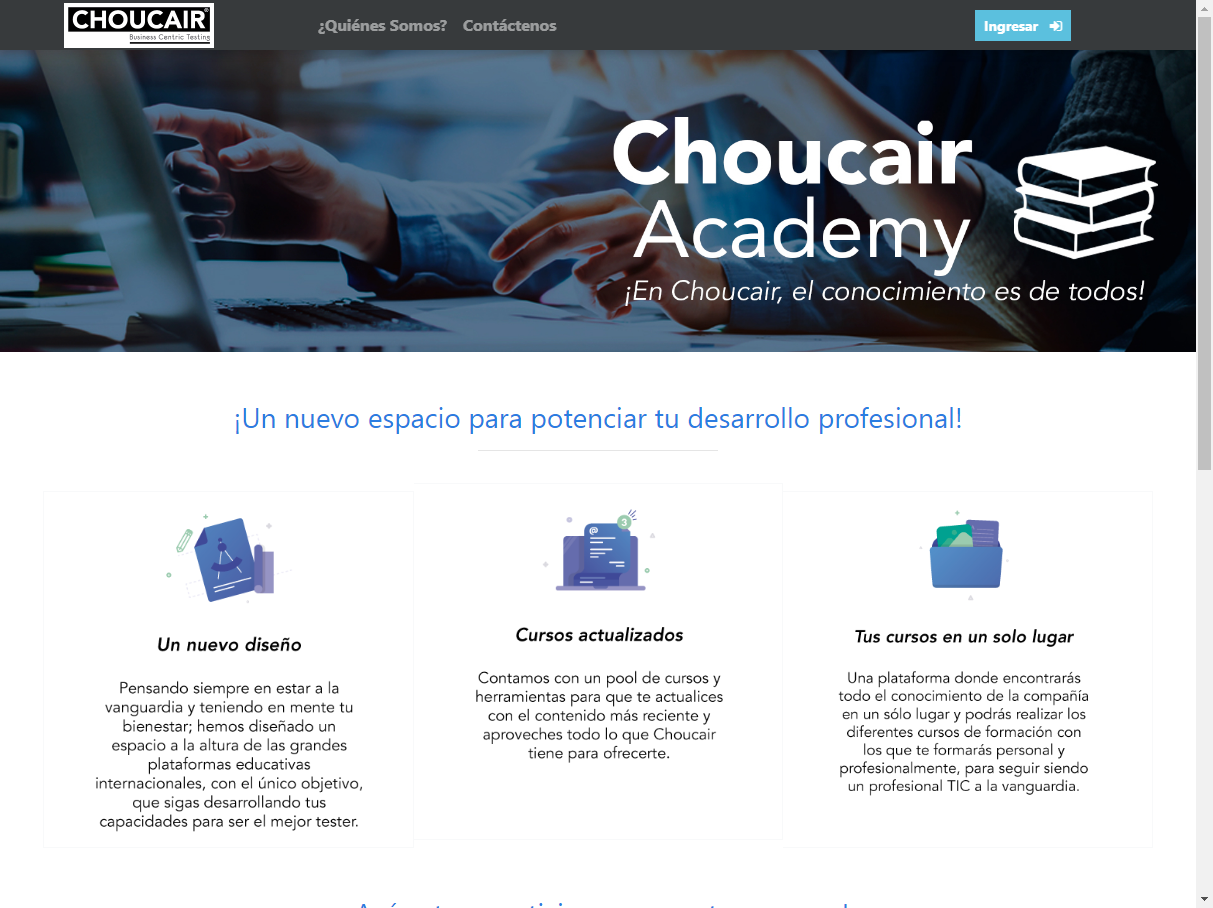 CHOUCAIR®
Business Centric Testing
¿Quiénes Somos? Contáctenos
Ingresar
Choucair
Academy
¡En Choucair, el conocimiento es de todos!
¡Un nuevo espacio para potenciar tu desarrollo profesional!
@
3
Un nuevo diseño
Pensando siempre en estar a la
vanguardia y teniendo en mente tu
bienestar; hemos diseñado un
espacio a la altura de las grandes
plataformas educativas
internacionales, con el único objetivo,
que sigas desarrollando tus
capacidades para ser el mejor tester.
Cursos actualizados
Contamos con un pool de cursos y
herramientas para que te actualices
con el contenido más reciente y
aproveches todo lo que Choucair
tiene para ofrecerte.
Tus cursos en un solo lugar
Una plataforma donde encontrarás
todo el conocimiento de la compañía
en un sólo lugar y podrás realizar los
diferentes cursos de formación con
los que te formarás personal y
profesionalmente, para seguir siendo
un profesional TIC a la vanguardia.